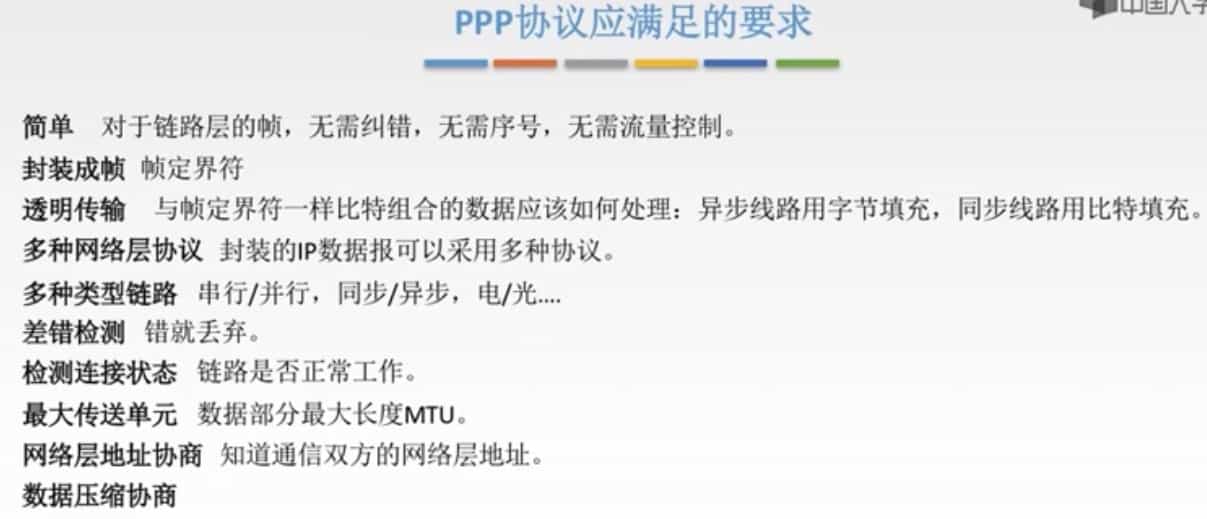 中国大学
PPP协议应满足的要求
简单 对于链路层的帧，无需纠错，无需序号，无需流量控制。
封装成帧 帧定界符
透明传输 与帧定界符一样比特组合的数据应该如何处理：异步线路用字节填充，同步线路用比特填充。
多种网络层协议 封装的IP数据报可以采用多种协议。
多种类型链路 串行/并行，同步/异步，电/光....
差错检测 错就丢弃。
检测连接状态 链路是否正常工作。
最大传送单元 数据部分最大长度MTU。
网络层地址协商 知道通信双方的网络层地址。
数据压缩协商